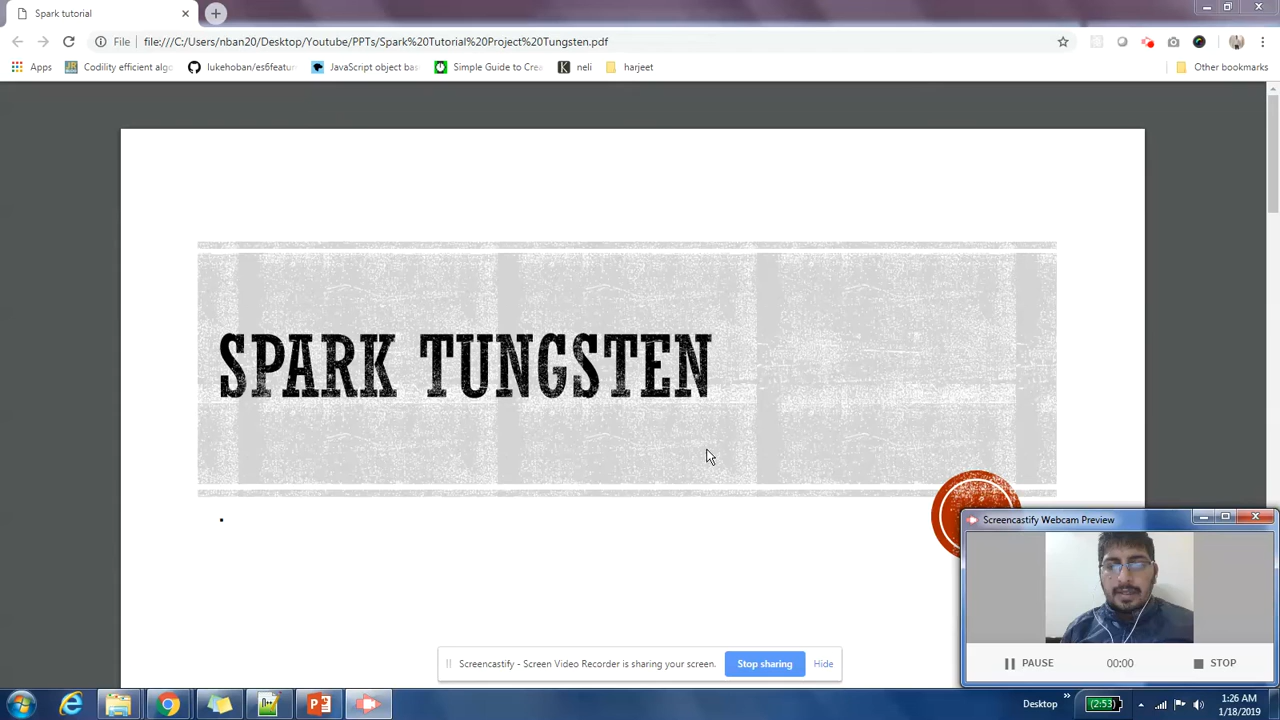 Spark tutorial
File
file:///C:/Users/nban20/Desktop/Youtube/PPTs/Spark%20Tutorial%20Project%20Tungsten.pdf
Apps
Codility efficient algo
lukehoban/es6featur
JavaScript object bas
Simple Guide to Crea
neli
harjeet
Other bookmarks
SPARK TUNGSTEN
Screencastify Webcam Preview
PAUSE
00:00
STOP
Screencastify - Screen Video Recorder is sharing your screen.
Stop sharing
Hide
Desktop
(2:53)
1:26 AM
1/18/2019